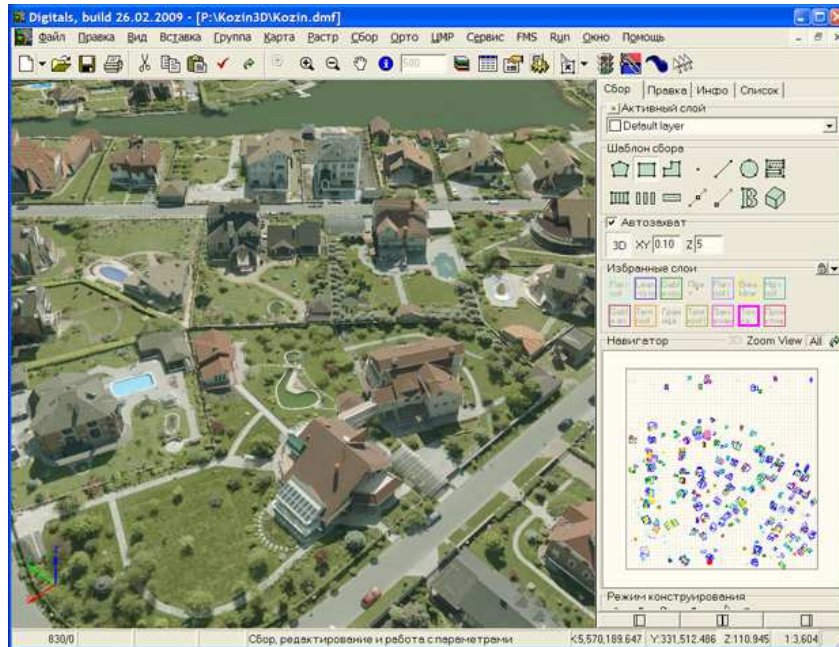 Digitals, build 26.02.2009 - [P:\Kozin3D\Kozin.dmf]
Файл Правка Вид Вставка Группа Карта Растр Сбор Орто ЦМР Сервис FMS Run Окно Помощь
500
Сбор Правка Инфо Список
Активный слой
Default layer
Шаблон сбора
Автозахват
3D XY 0.10 Z 5
Избранные слои
Навигатор 3D Zoom View All
Режим конструирования
830/0 Сбор, редактирование и работа с параметрами X:5,570,189.647 Y:331,512.486 Z:110.945 1:3,604